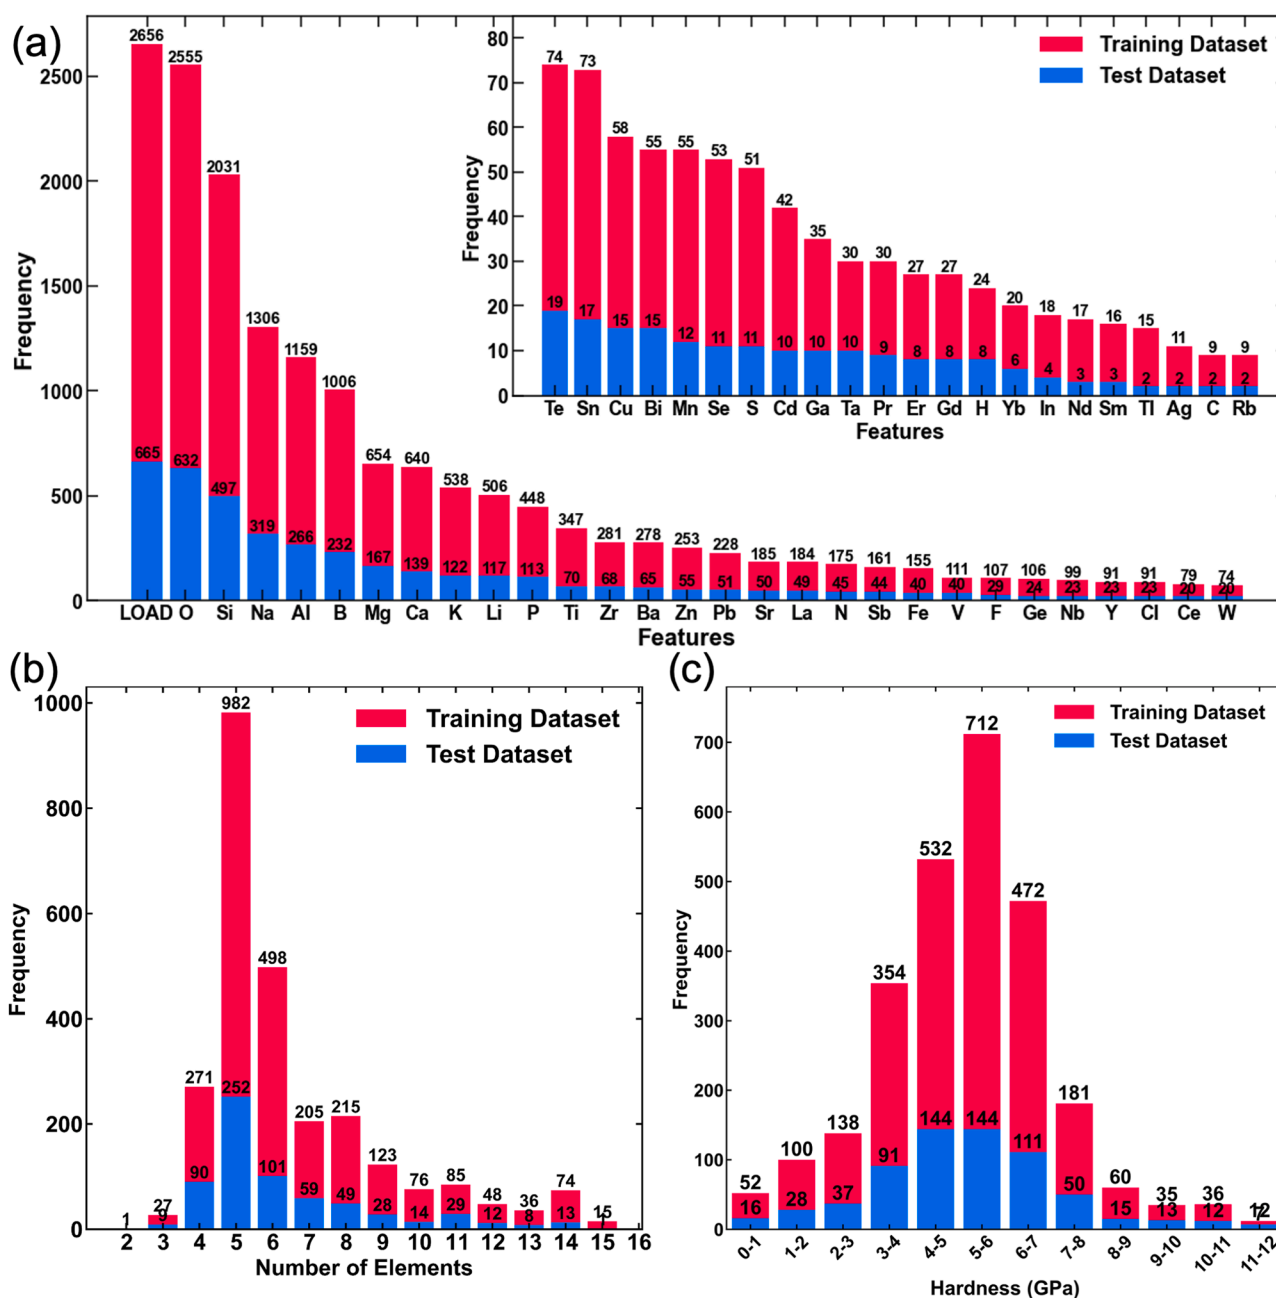 (a)
Frequency
2500
2000
1500
1000
500
0
2656 2555 2031 1306 1159 1006 654 640 538 506 448 347 281 278 253 228 185 184 175 161 155 111 107 106 99 91 91 79 74
665 632 497 319 266 232 167 139 122 117 113 70 68 65 55 51 50 49 45 44 40 40 29 24 23 23 23 20 20
LOAD O Si Na Al B Mg Ca K Li P Ti Zr Ba Zn Pb Sr La N Sb Fe V F Ge Nb Y Cl Ce W
Features
Training Dataset
Test Dataset
Frequency
80
70
60
50
40
30
20
10
0
74 73 58 55 55 53 51 42 35 30 30 27 27 24 20 18 17 16 15 11 9 9
19 17 15 15 12 11 11 10 10 10 9 8 8 8 6 4 3 3 2 2 2 2
Te Sn Cu Bi Mn Se S Cd Ga Ta Pr Er Gd H Yb In Nd Sm Tl Ag C Rb
Features
(b)
Training Dataset
Test Dataset
Frequency
1000
800
600
400
200
0
1 27 271 982 498 205 215 123 76 85 48 36 74 15
9 90 252 101 59 49 28 14 29 12 8 13
2 3 4 5 6 7 8 9 10 11 12 13 14 15 16
Number of Elements
(c)
Training Dataset
Test Dataset
Frequency
700
600
500
400
300
200
100
0
52 100 138 354 532 712 472 181 60 35 36 12
16 28 37 91 144 144 111 50 15 13 12
0-1 1-2 2-3 3-4 4-5 5-6 6-7 7-8 8-9 9-10 10-11 11-12
Hardness (GPa)